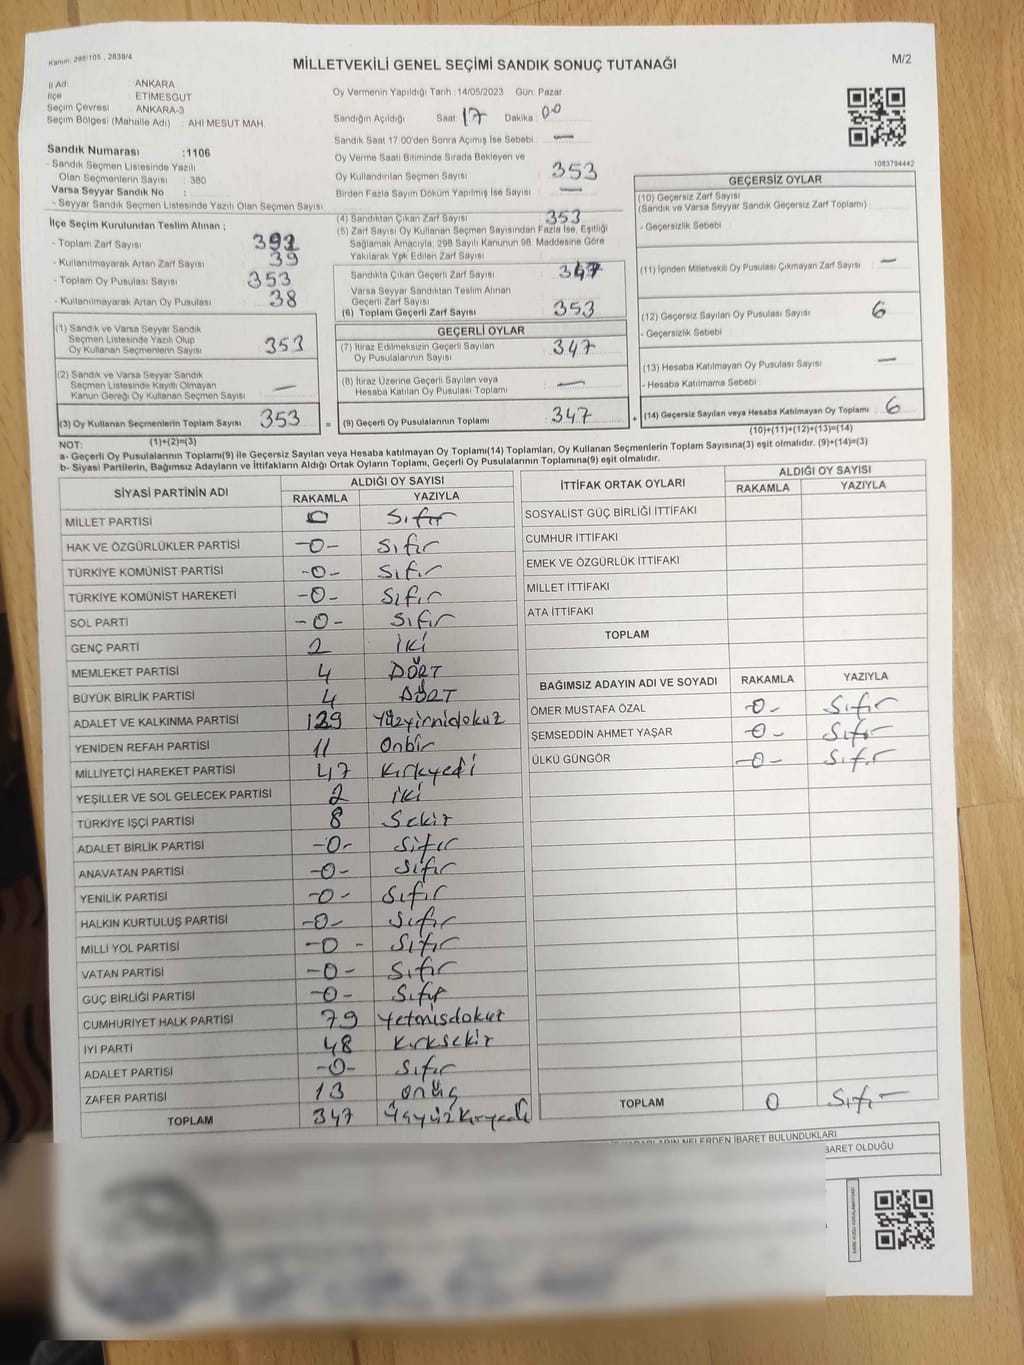 Kanun: 298/105 , 2839/4
MİLLETVEKİLİ GENEL SEÇİMİ SANDIK SONUÇ TUTANAĞI
M/2
İl Adı ANKARA
İlçe ETİMESGUT
Seçim Çevresi ANKARA-3
Seçim Bölgesi (Mahalle Adı) : AHİ MESUT MAH.
Oy Vermenin Yapıldığı Tarih :14/05/2023 Gün: Pazar
Sandığın Açıldığı Saat: 17 Dakika : 00
Sandık Saat 17:00'den Sonra Açımış İse Sebebi : —
Oy Verme Saati Bitiminde Sırada Bekleyen ve
Oy Kullandırılan Seçmen Sayısı 353
Birden Fazla Sayım Döküm Yapılmış İse Sayısı : —
1083794442
Sandık Numarası :1106
- Sandık Seçmen Listesinde Yazılı
Olan Seçmenlerin Sayısı : 380
Varsa Seyyar Sandık No :
- Seyyar Sandık Seçmen Listesinde Yazılı Olan Seçmen Sayısı :
İlçe Seçim Kurulundan Teslim Alınan ;
- Toplam Zarf Sayısı 392
- Kullanılmayarak Artan Zarf Sayısı 39
- Toplam Oy Pusulası Sayısı 353
- Kullanılmayarak Artan Oy Pusulası 38
(1) Sandık ve Varsa Seyyar Sandık
Seçmen Listesinde Yazılı Olup
Oy Kullanan Seçmenlerin Sayısı 353
(2) Sandık ve Varsa Seyyar Sandık
Seçmen Listesinde Kayıtlı Olmayan
Kanun Gereği Oy Kullanan Seçmen Sayısı —
(3) Oy Kullanan Seçmenlerin Toplam Sayısı 353 =
(1)+(2)=(3)
(4) Sandıktan Çıkan Zarf Sayısı 353
(5) Zarf Sayısı Oy Kullanan Seçmen Sayısından Fazla İse, Eşitliği
Sağlamak Amacıyla, 298 Sayılı Kanunun 98. Maddesine Göre
Yakılarak Yok Edilen Zarf Sayısı
Sandıkta Çıkan Geçerli Zarf Sayısı 347
Varsa Seyyar Sandıktan Teslim Alınan
Geçerli Zarf Sayısı
(6) Toplam Geçerli Zarf Sayısı 353
GEÇERLİ OYLAR
(7) İtiraz Edilmeksizin Geçerli Sayılan
Oy Pusulalarının Sayısı 347
(8) İtiraz Üzerine Geçerli Sayılan veya
Hesaba Katılan Oy Pusulası Toplamı —
(9) Geçerli Oy Pusulalarının Toplamı 347 +
GEÇERSİZ OYLAR
(10) Geçersiz Zarf Sayısı
(Sandık ve Varsa Seyyar Sandık Geçersiz Zarf Toplamı) :
- Geçersizlik Sebebi :
(11) İçinden Milletvekili Oy Pusulası Çıkmayan Zarf Sayısı —
(12) Geçersiz Sayılan Oy Pusulası Sayısı 6
- Geçersizlik Sebebi :
(13) Hesaba Katılmayan Oy Pusulası Sayısı —
- Hesaba Katılmama Sebebi :
(14) Geçersiz Sayılan veya Hesaba Katılmayan Oy Toplamı 6
(10)+(11)+(12)+(13)=(14)
NOT:
a- Geçerli Oy Pusulalarının Toplamı(9) ile Geçersiz Sayılan veya Hesaba katılmayan Oy Toplamı(14) Toplamları, Oy Kullanan Seçmenlerin Toplam Sayısına(3) eşit olmalıdır. (9)+(14)=(3)
b- Siyasi Partilerin, Bağımsız Adayların ve İttifakların Aldığı Ortak Oyların Toplamı, Geçerli Oy Pusulalarının Toplamına(9) eşit olmalıdır.
SİYASİ PARTİNİN ADI ALDIĞI OY SAYISI
RAKAMLA YAZIYLA
MİLLET PARTİSİ 0 Sıfır
HAK VE ÖZGÜRLÜKLER PARTİSİ -0- Sıfır
TÜRKİYE KOMÜNİST PARTİSİ -0- Sıfır
TÜRKİYE KOMÜNİST HAREKETİ -0- Sıfır
SOL PARTİ -0- Sıfır
GENÇ PARTİ 2 iki
MEMLEKET PARTİSİ 4 DÖRT
BÜYÜK BİRLİK PARTİSİ 4 DÖRT
ADALET VE KALKINMA PARTİSİ 129 Yüzyirmidokuz
YENİDEN REFAH PARTİSİ 11 Onbir
MİLLİYETÇİ HAREKET PARTİSİ 47 Kırkyedi
YEŞİLLER VE SOL GELECEK PARTİSİ 2 iki
TÜRKİYE İŞÇİ PARTİSİ 8 Sekiz
ADALET BİRLİK PARTİSİ -0- Sıfır
ANAVATAN PARTİSİ -0- Sıfır
YENİLİK PARTİSİ -0- Sıfır
HALKIN KURTULUŞ PARTİSİ -0- Sıfır
MİLLİ YOL PARTİSİ -0- Sıfır
VATAN PARTİSİ -0- Sıfır
GÜÇ BİRLİĞİ PARTİSİ -0- Sıfır
CUMHURİYET HALK PARTİSİ 79 Yetmişdokuz
İYİ PARTİ 48 Kırksekiz
ADALET PARTİSİ -0- Sıfır
ZAFER PARTİSİ 13 onüç
TOPLAM 347 Üçyüzkırkyedi
İTTİFAK ORTAK OYLARI ALDIĞI OY SAYISI
RAKAMLA YAZIYLA
SOSYALİST GÜÇ BİRLİĞİ İTTİFAKI
CUMHUR İTTİFAKI
EMEK VE ÖZGÜRLÜK İTTİFAKI
MİLLET İTTİFAKI
ATA İTTİFAKI
TOPLAM
BAĞIMSIZ ADAYIN ADI VE SOYADI RAKAMLA YAZIYLA
ÖMER MUSTAFA ÖZAL -0- Sıfır
ŞEMSEDDİN AHMET YAŞAR -0- Sıfır
ÜLKÜ GÜNGÖR -0- Sıfır
TOPLAM 0 Sıfır
NELERDEN İBARET BULUNDUKLARI
BARET OLDUĞU